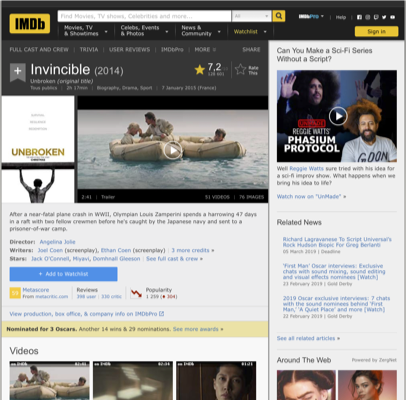 IMDb
Find Movies, TV shows, Celebrities and more...
All
Movies, TV
& Showtimes
Celebs, Events
& Photos
News &
Community
Watchlist
IMDbPro
Help
Sign in
FULL CAST AND CREW | TRIVIA | USER REVIEWS | IMDbPro | MORE
SHARE
Invincible (2014)
Unbroken (original title)
Tous publics | 2h 17min | Biography, Drama, Sport | 7 January 2015 (France)
7,2
Rate
This
UNBROKEN
2:41 | Trailer
51 VIDEOS | 76 IMAGES
After a near-fatal plane crash in WWII, Olympian Louis Zamperini spends a harrowing 47 days
in a raft with two fellow crewmen before he's caught by the Japanese navy and sent to a
prisoner-of-war camp.
Director: Angelina Jolie
Writers: Joel Coen (screenplay), Ethan Coen (screenplay) | 3 more credits »
Stars: Jack O'Connell, Miyavi, Domhnall Gleeson | See full cast & crew »
+ Add to Watchlist
Metascore
From metacritic.com
Reviews
398 user | 330 critic
Popularity
View production, box office, & company info on IMDbPro
Nominated for 3 Oscars. Another 14 wins & 29 nominations. See more awards »
Videos
Can You Make a Sci-Fi Series
Without a Script?
REGGIE WATTS'
PHASIUM
PROTOCOL
Well Reggie Watts sure tried with his idea
for a sci-fi improv show. What happens when
we bring his idea to life?
Watch now on "UnMade" »
Related News
Richard Lagravenese To Script Universal's
Rock Hudson Biopic For Greg Berlanti
05 March 2019 | Deadline
'First Man' Oscar interviews: Exclusive
chats with sound mixing, sound editing
and visual effects nominees [Watch]
23 February 2019 | Gold Derby
2019 Oscar exclusive interviews: 7 chats
with the sound nominees behind 'First
Man,' 'A Quiet Place' and more [Watch]
22 February 2019 | Gold Derby
See all related articles »
Around The Web
Powered by ZergNet